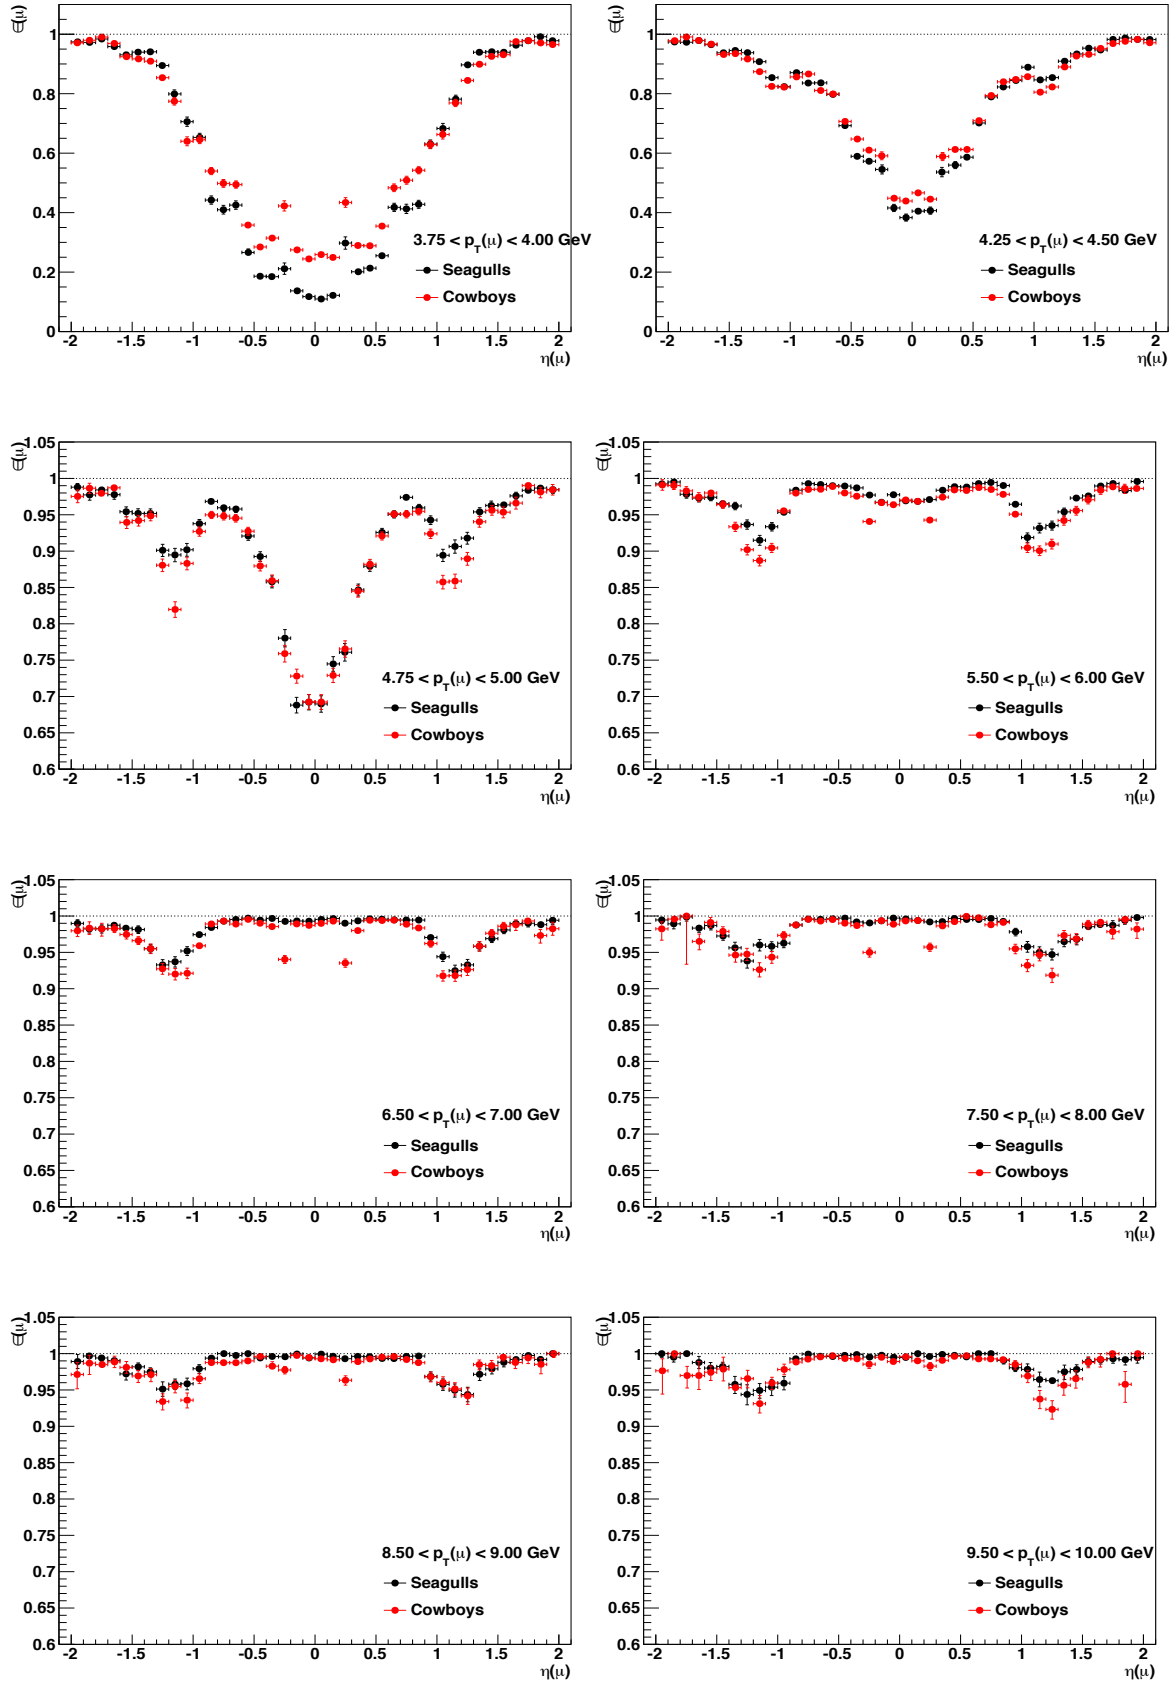 ∈(μ)
1
0.8
0.6
0.4
0.2
0
3.75 < p_T(μ) < 4.00 GeV
Seagulls
Cowboys
-2 -1.5 -1 -0.5 0 0.5 1 1.5 2
η(μ)
∈(μ)
1
0.8
0.6
0.4
0.2
0
4.25 < p_T(μ) < 4.50 GeV
Seagulls
Cowboys
-2 -1.5 -1 -0.5 0 0.5 1 1.5 2
η(μ)
∈(μ)
1.05
1
0.95
0.9
0.85
0.8
0.75
0.7
0.65
0.6
4.75 < p_T(μ) < 5.00 GeV
Seagulls
Cowboys
-2 -1.5 -1 -0.5 0 0.5 1 1.5 2
η(μ)
∈(μ)
1.05
1
0.95
0.9
0.85
0.8
0.75
0.7
0.65
0.6
5.50 < p_T(μ) < 6.00 GeV
Seagulls
Cowboys
-2 -1.5 -1 -0.5 0 0.5 1 1.5 2
η(μ)
∈(μ)
1.05
1
0.95
0.9
0.85
0.8
0.75
0.7
0.65
0.6
6.50 < p_T(μ) < 7.00 GeV
Seagulls
Cowboys
-2 -1.5 -1 -0.5 0 0.5 1 1.5 2
η(μ)
∈(μ)
1.05
1
0.95
0.9
0.85
0.8
0.75
0.7
0.65
0.6
7.50 < p_T(μ) < 8.00 GeV
Seagulls
Cowboys
-2 -1.5 -1 -0.5 0 0.5 1 1.5 2
η(μ)
∈(μ)
1.05
1
0.95
0.9
0.85
0.8
0.75
0.7
0.65
0.6
8.50 < p_T(μ) < 9.00 GeV
Seagulls
Cowboys
-2 -1.5 -1 -0.5 0 0.5 1 1.5 2
η(μ)
∈(μ)
1.05
1
0.95
0.9
0.85
0.8
0.75
0.7
0.65
0.6
9.50 < p_T(μ) < 10.00 GeV
Seagulls
Cowboys
-2 -1.5 -1 -0.5 0 0.5 1 1.5 2
η(μ)